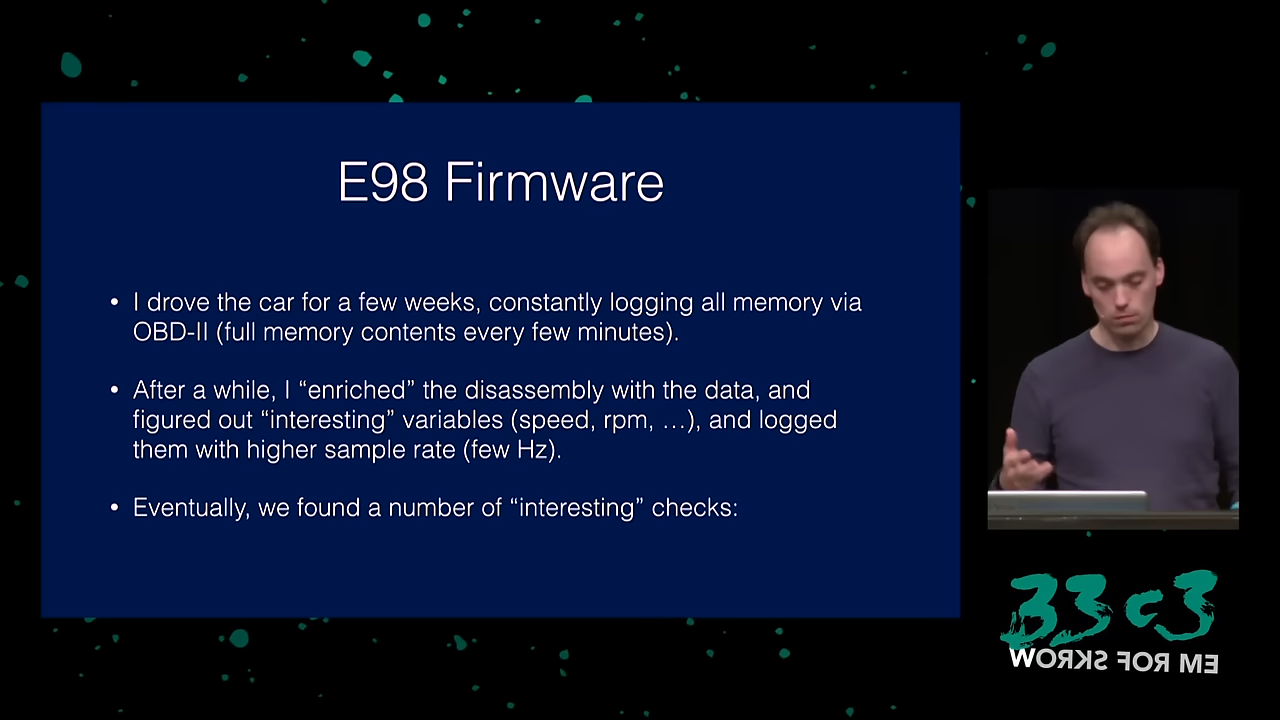 E98 Firmware
• I drove the car for a few weeks, constantly logging all memory via
OBD-II (full memory contents every few minutes).
• After a while, I “enriched” the disassembly with the data, and
figured out “interesting” variables (speed, rpm, …), and logged
them with higher sample rate (few Hz).
• Eventually, we found a number of “interesting” checks:
33c3
WORKS FOR ME